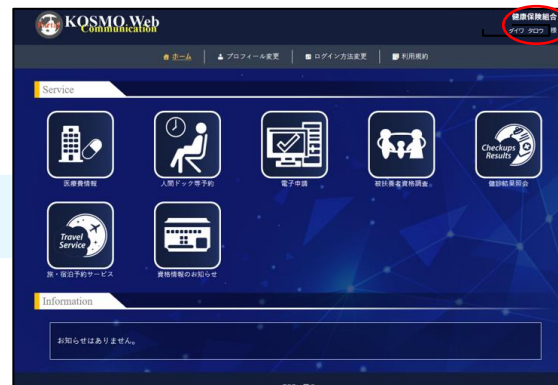 KOSMO Web
Communication
健康保険組合
ダイワ タロウ 様
ホーム
プロフィール変更
ログイン方法変更
利用規約
Service
医療費情報
人間ドック等予約
電子申請
被扶養者資格調査
Checkups
Results
健診結果照会
Travel
Service
旅・宿泊予約サービス
資格情報のお知らせ
Information
お知らせはありません。